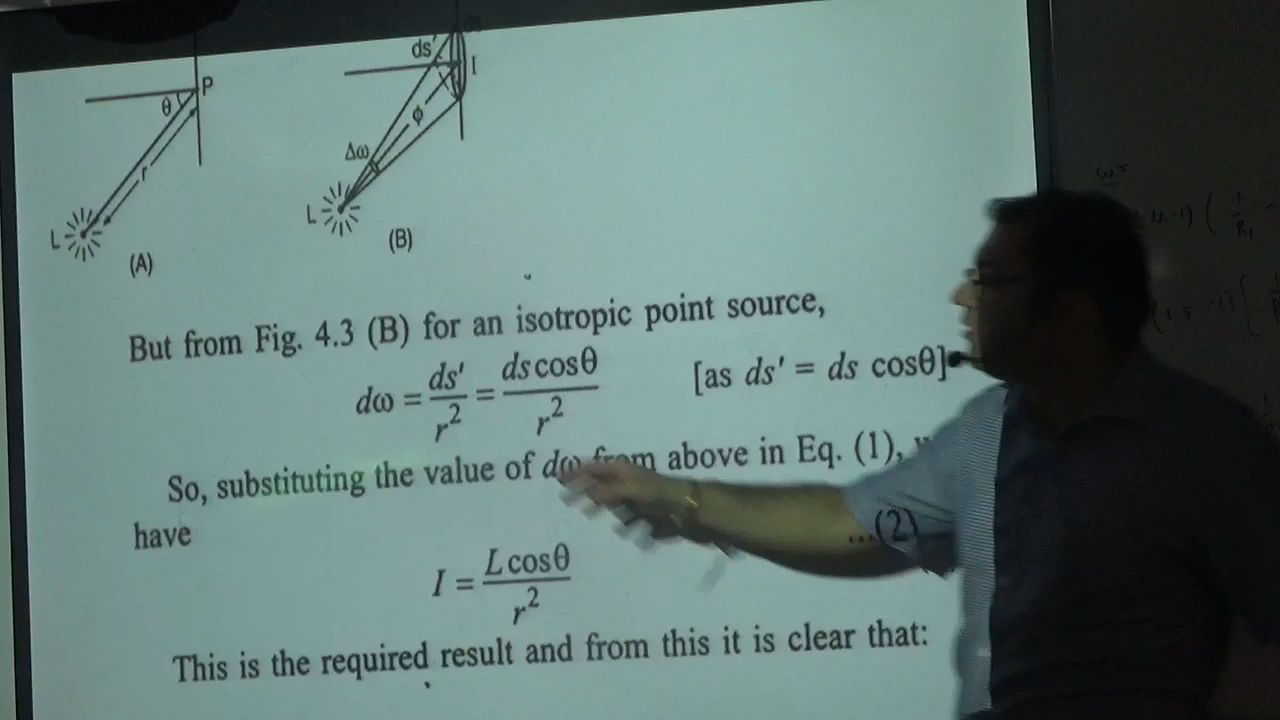 ds'
P
I
θ
ϕ
r
Δω
L
L
(A)
(B)
But from Fig. 4.3 (B) for an isotropic point source,
dω = ds'/r² = ds cosθ/r² [as ds' = ds cosθ]
So, substituting the value of dω from above in Eq. (1),
have
...(2)
I = L cosθ/r²
This is the required result and from this it is clear that: